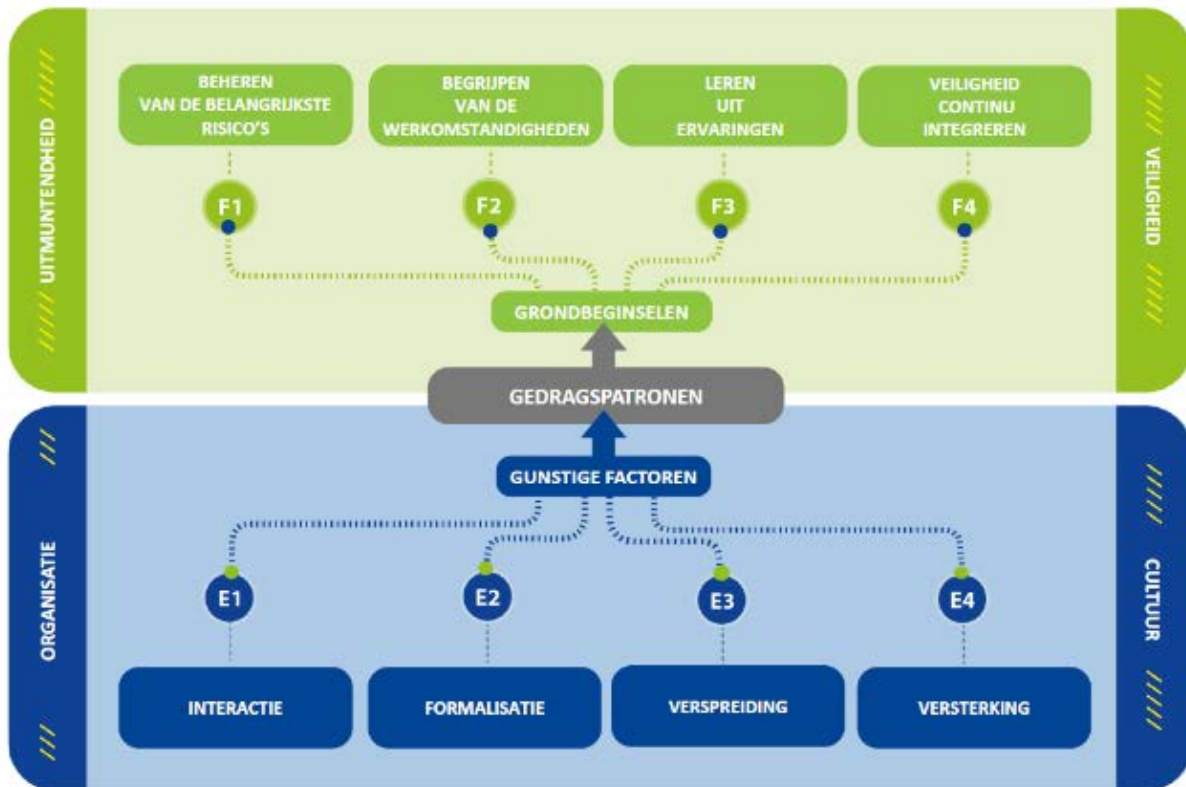 UITMUNTENDHEID
VEILIGHEID
BEHEREN
VAN DE BELANGRIJKSTE
RISICO'S
BEGRIJPEN
VAN DE
WERKOMSTANDIGHEDEN
LEREN
UIT
ERVARINGEN
VEILIGHEID
CONTINU
INTEGREREN
F1
F2
F3
F4
GRONDBEGINSELEN
GEDRAGSPATRONEN
GUNSTIGE FACTOREN
ORGANISATIE
CULTUUR
E1
E2
E3
E4
INTERACTIE
FORMALISATIE
VERSPREIDING
VERSTERKING